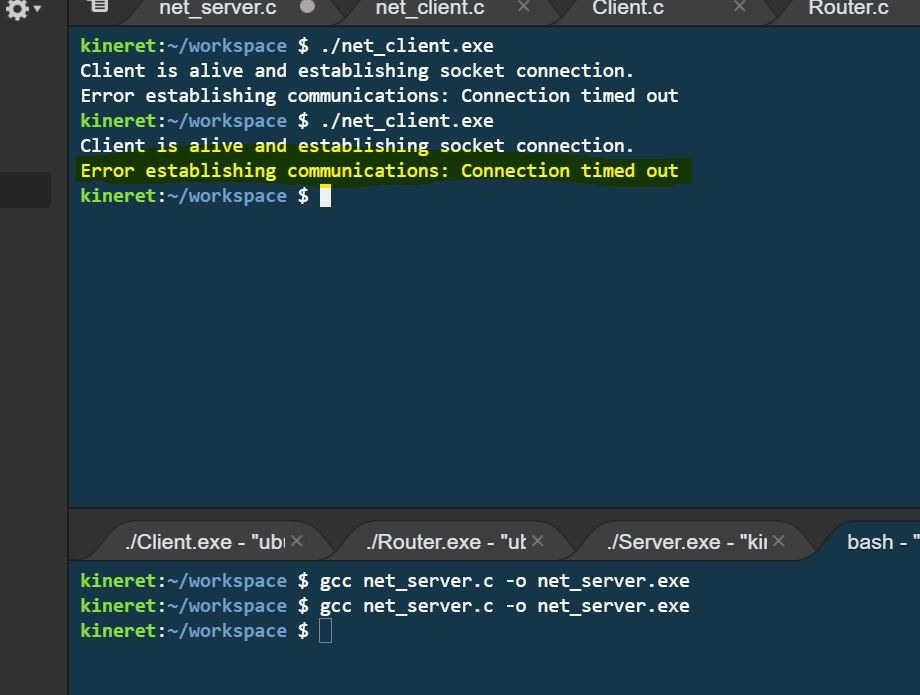 net_server.c net_client.c Client.c Router.c
kineret:~/workspace $ ./net_client.exe
Client is alive and establishing socket connection.
Error establishing communications: Connection timed out
kineret:~/workspace $ ./net_client.exe
Client is alive and establishing socket connection.
Error establishing communications: Connection timed out
kineret:~/workspace $
./Client.exe - "ubu ./Router.exe - "ub ./Server.exe - "kin bash - "
kineret:~/workspace $ gcc net_server.c -o net_server.exe
kineret:~/workspace $ gcc net_server.c -o net_server.exe
kineret:~/workspace $